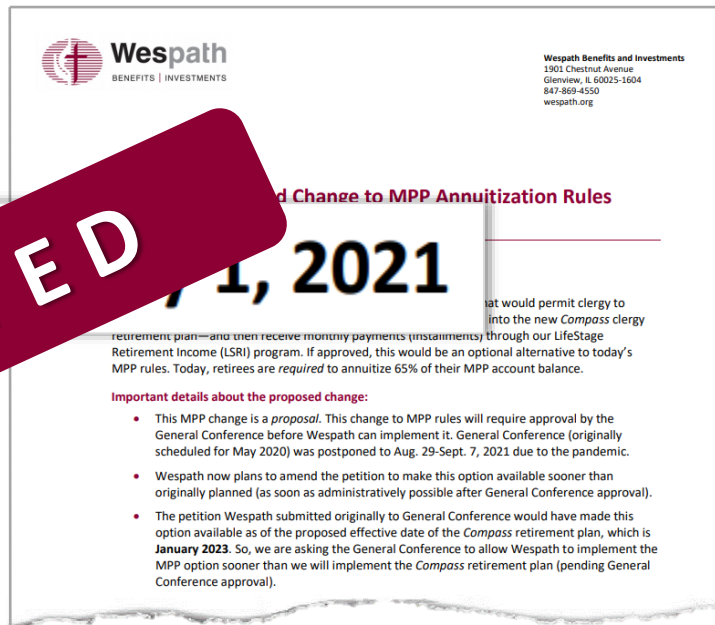 Wespath
BENEFITS | INVESTMENTS
Wespath Benefits and Investments
1901 Chestnut Avenue
Glenview, IL 60025-1604
847-869-4550
wespath.org
Change to MPP Annuitization Rules
E D
1, 2021
at would permit clergy to
into the new Compass clergy
retirement plan—and then receive monthly payments (installments) through our LifeStage
Retirement Income (LSRI) program. If approved, this would be an optional alternative to today's
MPP rules. Today, retirees are required to annuitize 65% of their MPP account balance.
Important details about the proposed change:
• This MPP change is a proposal. This change to MPP rules will require approval by the
General Conference before Wespath can implement it. General Conference (originally
scheduled for May 2020) was postponed to Aug. 29-Sept. 7, 2021 due to the pandemic.
• Wespath now plans to amend the petition to make this option available sooner than
originally planned (as soon as administratively possible after General Conference approval).
• The petition Wespath submitted originally to General Conference would have made this
option available as of the proposed effective date of the Compass retirement plan, which is
January 2023. So, we are asking the General Conference to allow Wespath to implement the
MPP option sooner than we will implement the Compass retirement plan (pending General
Conference approval).